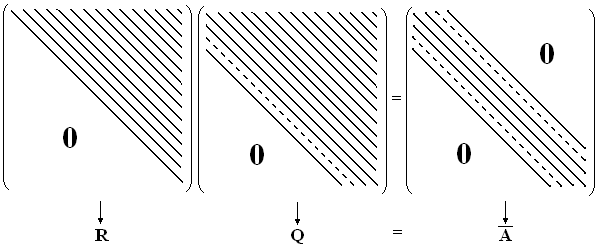 0 0 = 0 0
R Q = A̅